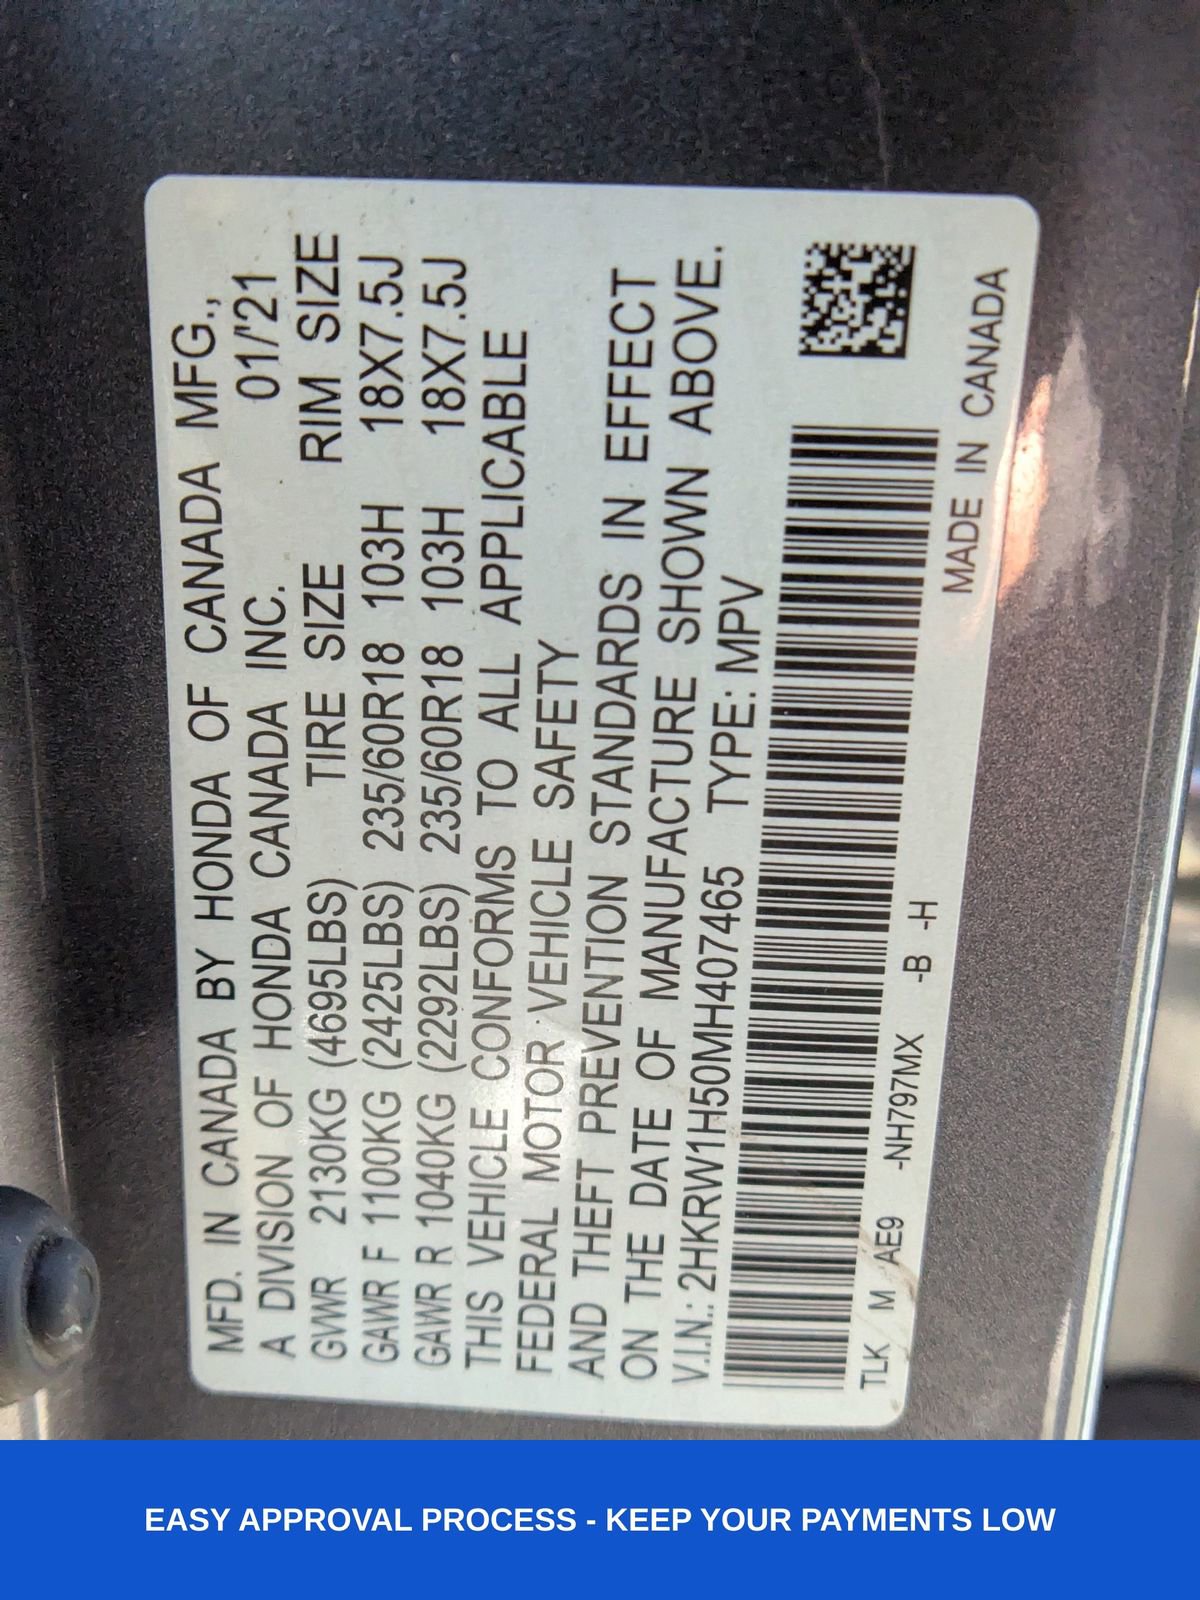 MFD. IN CANADA BY HONDA OF CANADA MFG.,
A DIVISION OF HONDA CANADA INC. 01/'21
GVWR 2130KG (4695LBS) TIRE SIZE RIM SIZE
GAWR F 1100KG (2425LBS) 235/60R18 103H 18X7.5J
GAWR R 1040KG (2292LBS) 235/60R18 103H 18X7.5J
THIS VEHICLE CONFORMS TO ALL APPLICABLE
FEDERAL MOTOR VEHICLE SAFETY
AND THEFT PREVENTION STANDARDS IN EFFECT
ON THE DATE OF MANUFACTURE SHOWN ABOVE.
V.I.N.: 2HKRW1H50MH407465 TYPE: MPV
TLK M AE9 -NH797MX -B -H
MADE IN CANADA
EASY APPROVAL PROCESS - KEEP YOUR PAYMENTS LOW